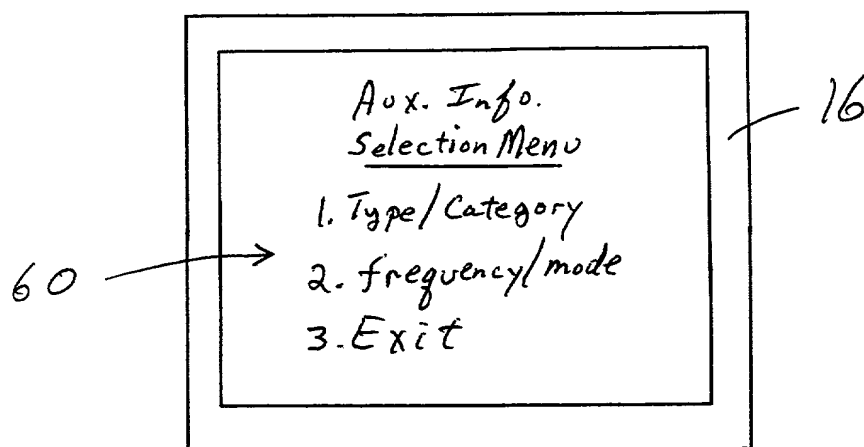 Aux. Info.
Selection Menu
16
1. Type/Category
60
2. frequency/mode
3. Exit